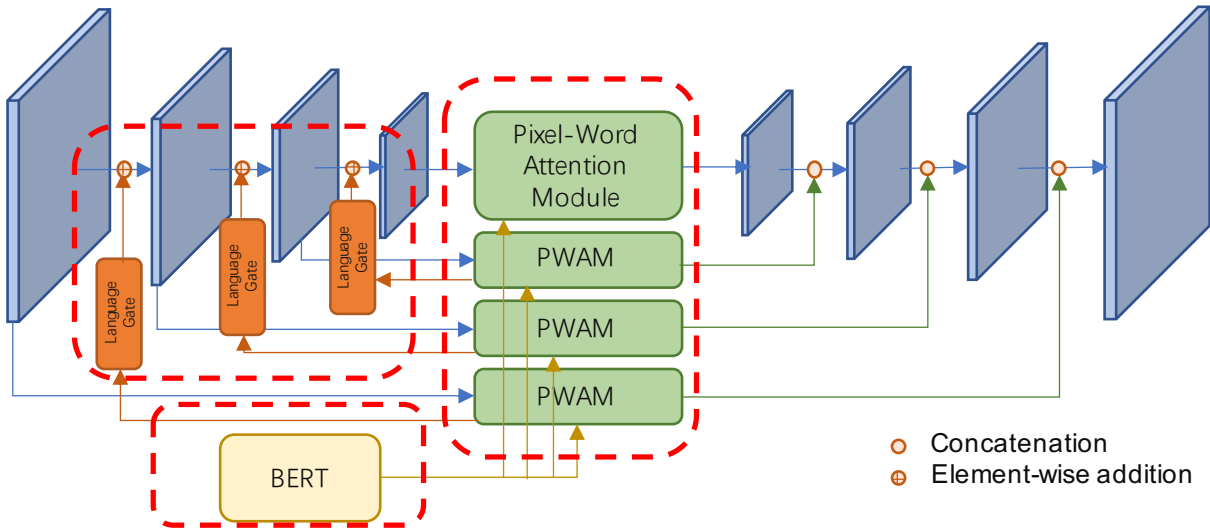 Pixel-Word
Attention
Module
PWAM
PWAM
PWAM
Language
Gate
Language
Gate
Language
Gate
BERT
Concatenation
Element-wise addition